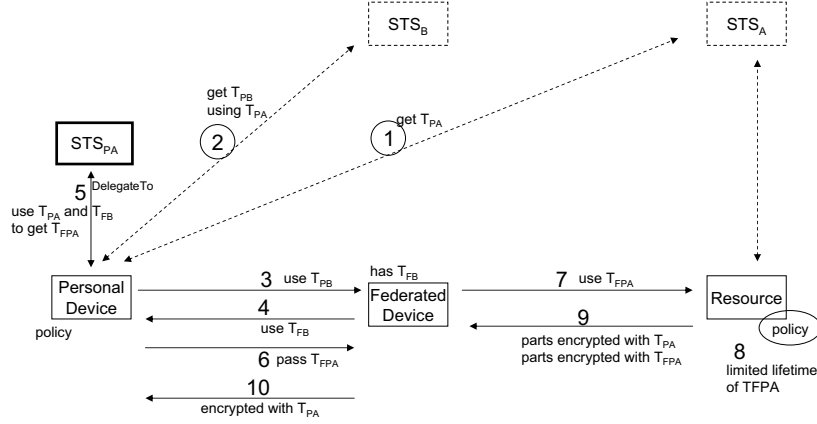 STS_B
STS_A
get T_PB
using T_PA
2
1
get T_PA
STS_PA
5
DelegateTo
use T_PA and T_FB
to get T_FPA
Personal
Device
policy
3 use T_PB
4
use T_FB
6 pass T_FPA
10
encrypted with T_PA
has T_FB
Federated
Device
7 use T_FPA
9
parts encrypted with T_PA
parts encrypted with T_FPA
Resource
policy
8
limited lifetime
of TFPA